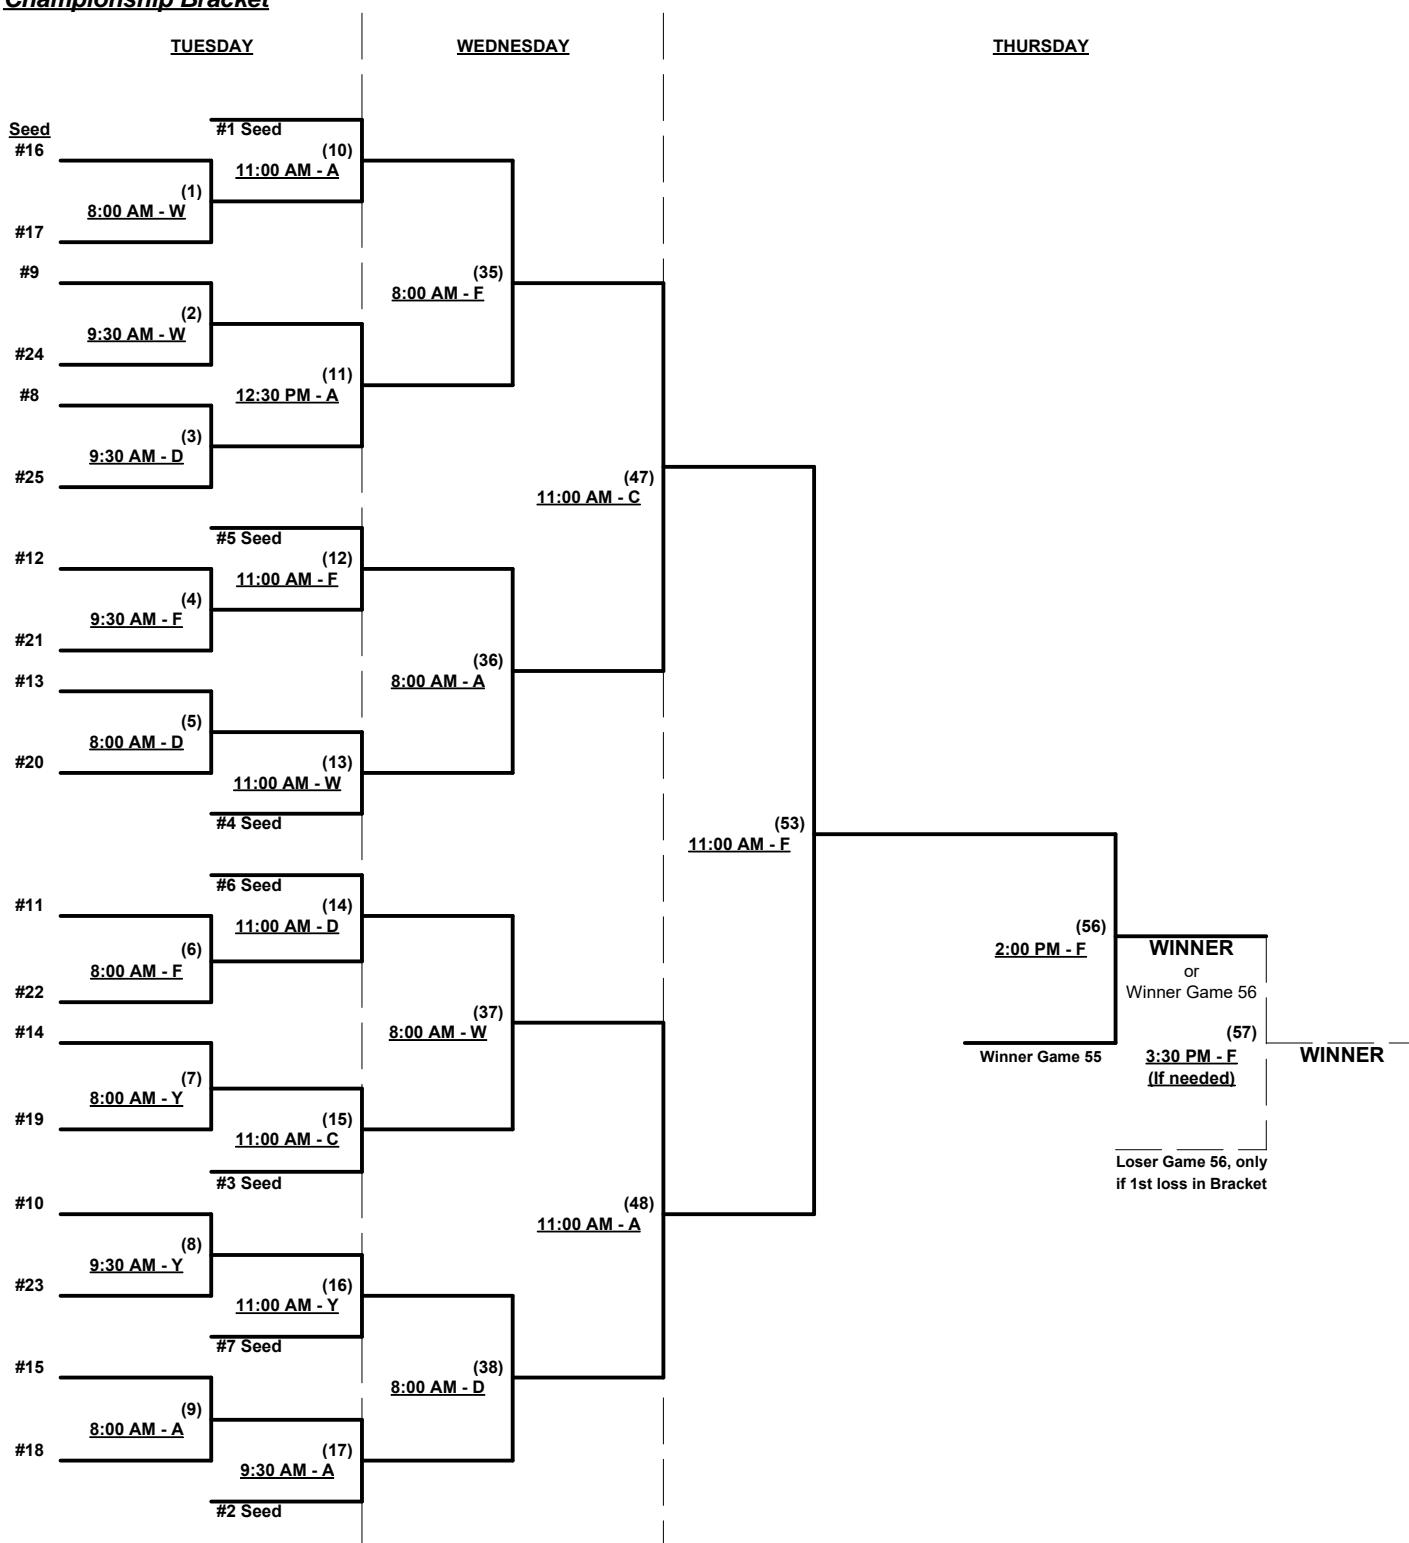 Championship Bracket
TUESDAY
WEDNESDAY
THURSDAY
Seed
#16
#1 Seed
(10)
11:00 AM - A
(1)
8:00 AM - W
#17
#9
(35)
8:00 AM - F
(2)
9:30 AM - W
#24
(11)
12:30 PM - A
#8
(3)
9:30 AM - D
#25
(47)
11:00 AM - C
#5 Seed
#12
(12)
11:00 AM - F
(4)
9:30 AM - F
#21
(36)
8:00 AM - A
#13
(5)
8:00 AM - D
#20
(13)
11:00 AM - W
#4 Seed
(53)
11:00 AM - F
#6 Seed
#11
(14)
11:00 AM - D
(56)
2:00 PM - F
WINNER
or
Winner Game 56
(6)
8:00 AM - F
#22
(37)
8:00 AM - W
#14
(57)
3:30 PM - F
(If needed)
Winner Game 55
WINNER
(7)
8:00 AM - Y
#19
(15)
11:00 AM - C
#3 Seed
Loser Game 56, only
if 1st loss in Bracket
#10
(48)
11:00 AM - A
(8)
9:30 AM - Y
#23
(16)
11:00 AM - Y
#7 Seed
#15
(38)
8:00 AM - D
(9)
8:00 AM - A
#18
(17)
9:30 AM - A
#2 Seed